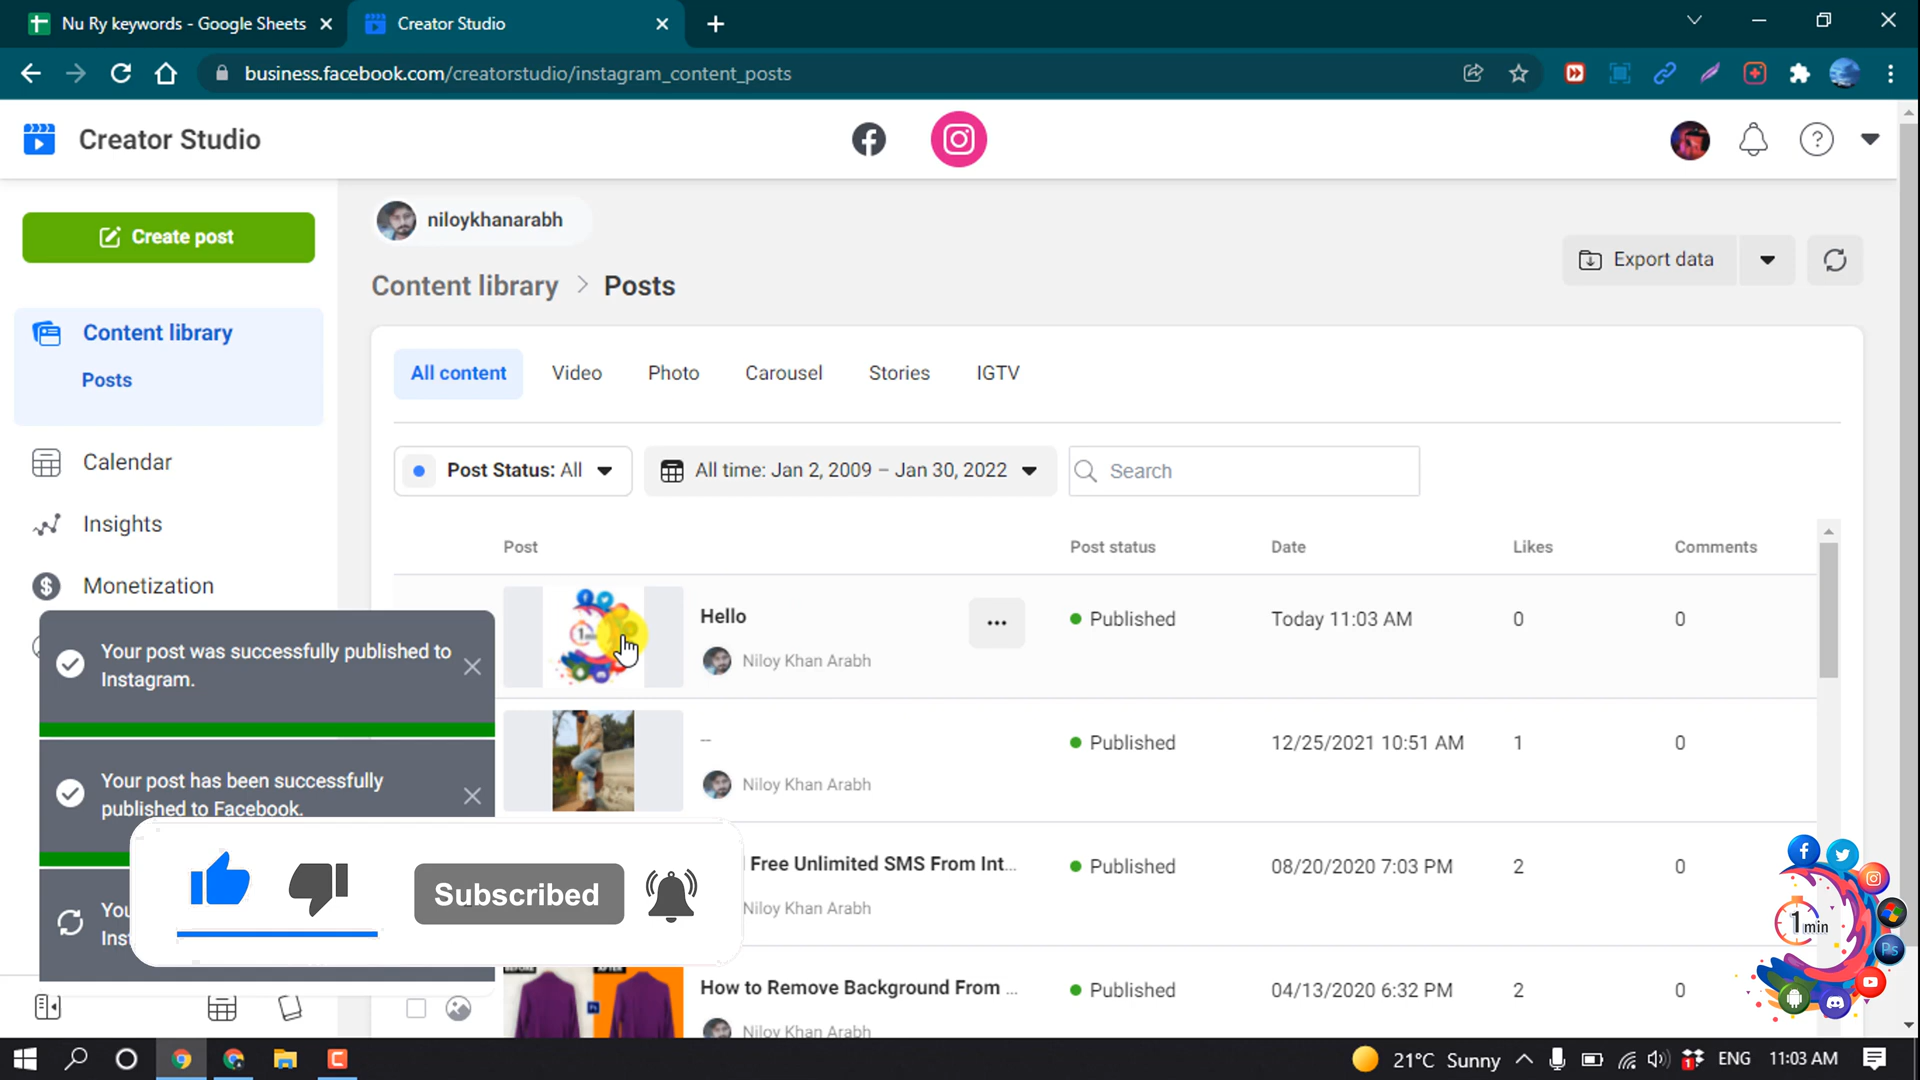 Nu Ry keywords - Google Sheets
Creator Studio
business.facebook.com/creatorstudio/instagram_content_posts
Creator Studio
niloykhanarabh
Create post
Export data
Content library > Posts
Content library
Posts
All content Video Photo Carousel Stories IGTV
Calendar
Post Status: All
All time: Jan 2, 2009 – Jan 30, 2022
Search
Insights
Post Post status Date Likes Comments
Monetization
Hello
Niloy Khan Arabh
Published Today 11:03 AM 0 0
Your post was successfully published to
Instagram.
--
Niloy Khan Arabh
Published 12/25/2021 10:51 AM 1 0
Your post has been successfully
published to Facebook.
Free Unlimited SMS From Int...
Niloy Khan Arabh
Published 08/20/2020 7:03 PM 2 0
You
Inst
Subscribed
1min
Ps
BEFORE AFTER
How to Remove Background From ...
Niloy Khan Arabh
Published 04/13/2020 6:32 PM 2 0
21°C Sunny
ENG
11:03 AM